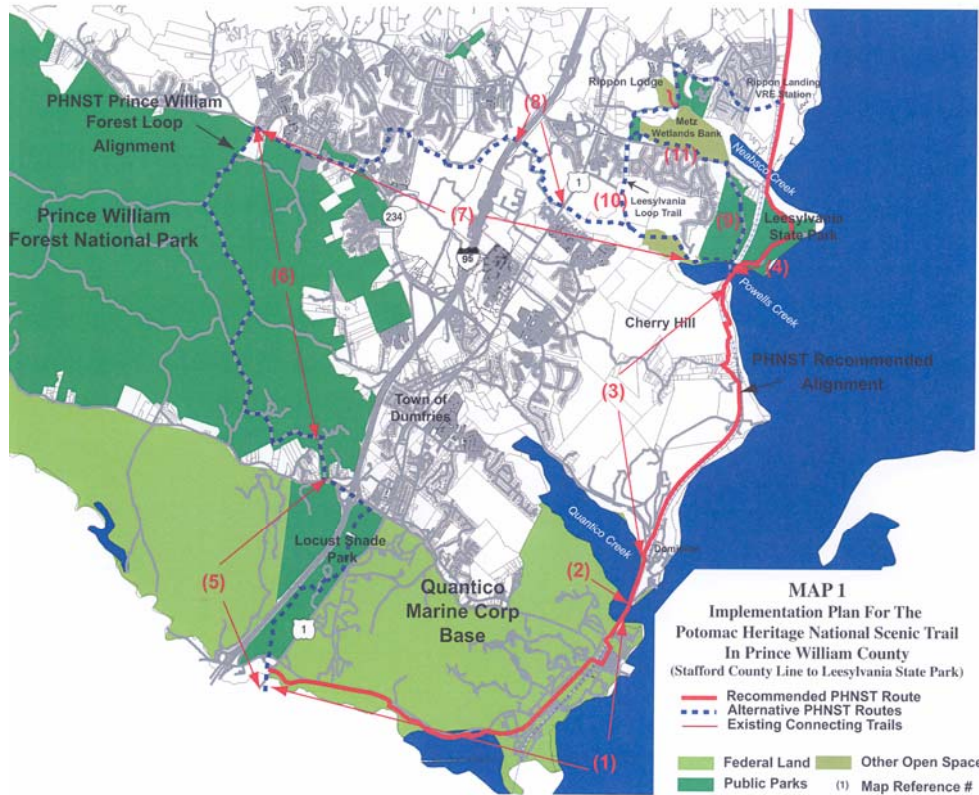 Rippon Lodge
Rippon Landing
VRE Station
(8)
PHNST Prince William
Forest Loop
Alignment
Metz
Wetlands Bank
(11)
Neabsco Creek
1
(10)
Leesylvania
Loop Trail
Prince William
Forest National Park
234
(7)
(9)
Leesylvania
State Park
95
(6)
(4)
Powells Creek
Cherry Hill
PHNST Recommended
Alignment
(3)
Town of
Dumfries
Quantico Creek
Locust Shade
Park
(5)
(2)
Quantico
Marine Corp
Base
1
(1)
MAP 1
Implementation Plan For The
Potomac Heritage National Scenic Trail
In Prince William County
(Stafford County Line to Leesylvania State Park)
Recommended PHNST Route
Alternative PHNST Routes
Existing Connecting Trails
Federal Land
Other Open Space
Public Parks
(1) Map Reference #